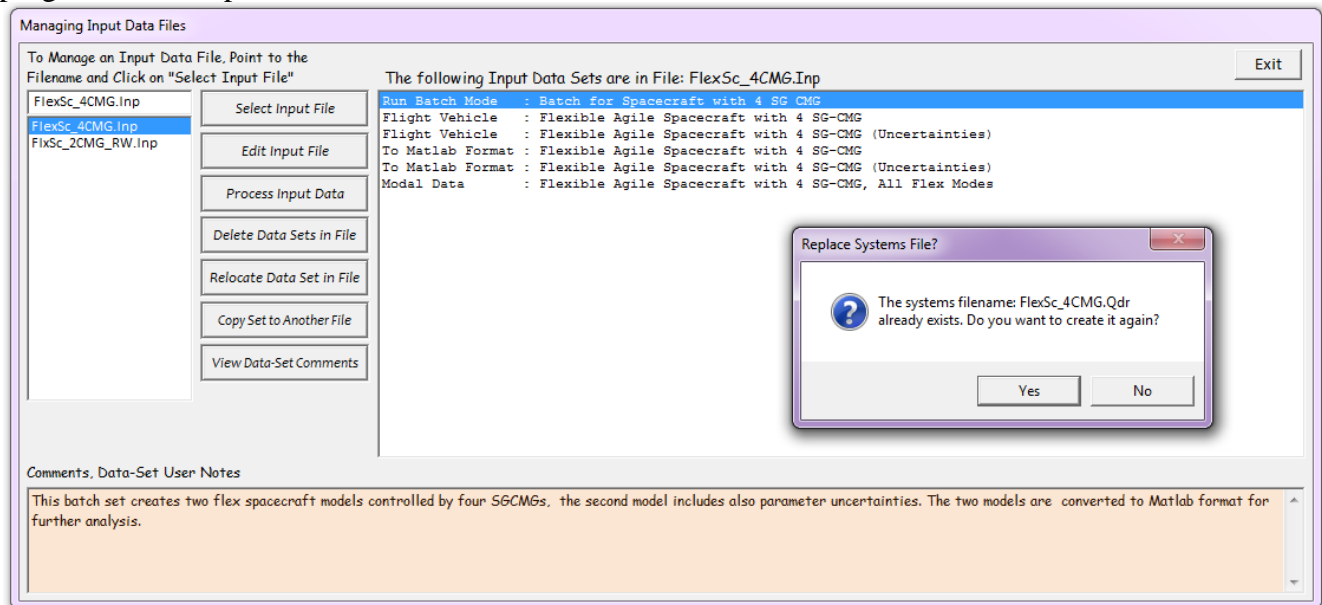 Managing Input Data Files
To Manage an Input Data File, Point to the
Filename and Click on "Select Input File"
The following Input Data Sets are in File: FlexSc_4CMG.Inp
Exit
FlexSc_4CMG.Inp
FlexSc_4CMG.Inp
FlxSc_2CMG_RW.Inp
Select Input File
Edit Input File
Process Input Data
Delete Data Sets in File
Relocate Data Set in File
Copy Set to Another File
View Data-Set Comments
Run Batch Mode : Batch for Spacecraft with 4 SG CMG
Flight Vehicle : Flexible Agile Spacecraft with 4 SG-CMG
Flight Vehicle : Flexible Agile Spacecraft with 4 SG-CMG (Uncertainties)
To Matlab Format : Flexible Agile Spacecraft with 4 SG-CMG
To Matlab Format : Flexible Agile Spacecraft with 4 SG-CMG (Uncertainties)
Modal Data : Flexible Agile Spacecraft with 4 SG-CMG, All Flex Modes
Replace Systems File?
The systems filename: FlexSc_4CMG.Qdr
already exists. Do you want to create it again?
Yes
No
Comments, Data-Set User Notes
This batch set creates two flex spacecraft models controlled by four SGCMGs, the second model includes also parameter uncertainties. The two models are converted to Matlab format for
further analysis.